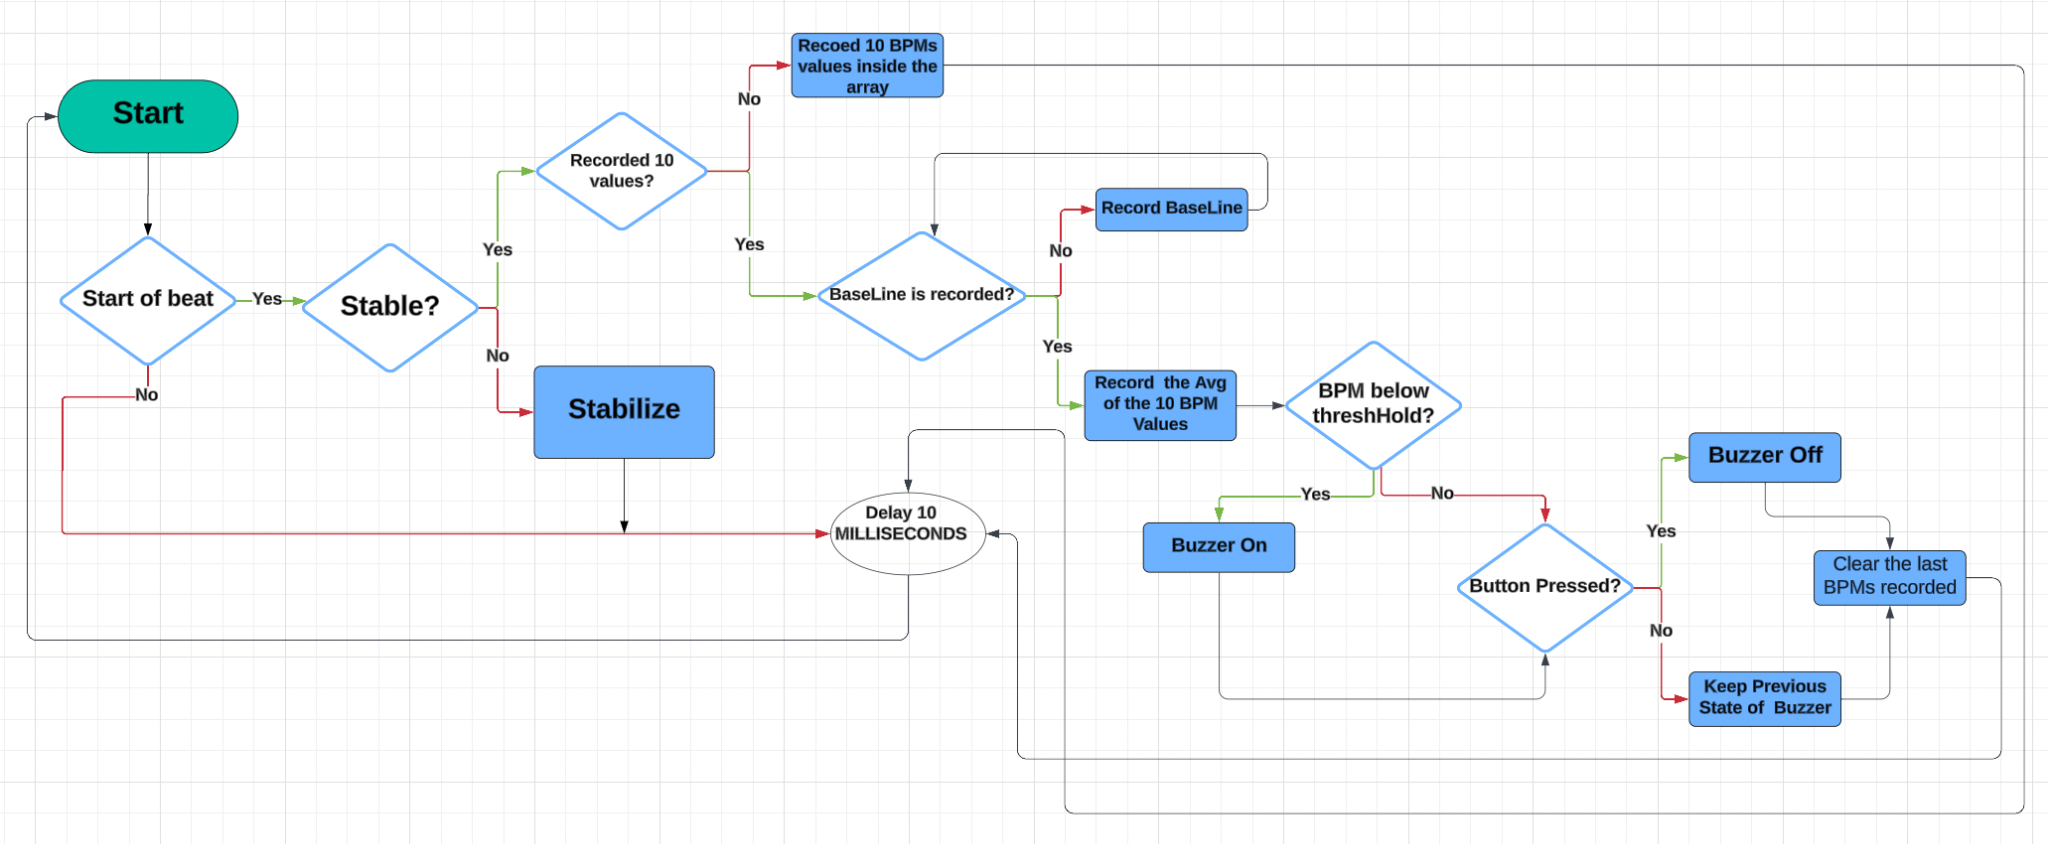 Start
Start of beat
Yes
No
Stable?
Yes
No
Stabilize
Recorded 10
values?
No
Yes
Recoed 10 BPMs
values inside the
array
BaseLine is recorded?
No
Yes
Record BaseLine
Record  the Avg
of the 10 BPM
Values
BPM below
threshHold?
Yes
No
Buzzer On
Button Pressed?
Yes
No
Buzzer Off
Keep Previous
State of  Buzzer
Clear the last
BPMs recorded
Delay 10
MILLISECONDS